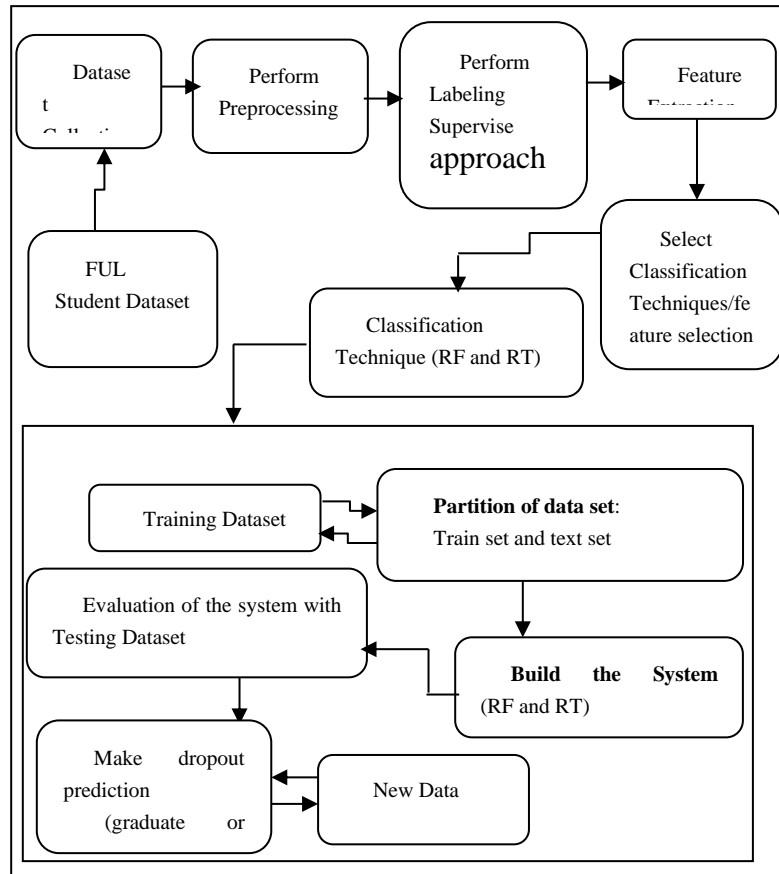 Datase
t
Perform
Preprocessing
Perform
Labeling
Supervise
approach
Feature
FUL
Student Dataset
Select
Classification
Techniques/fe
ature selection
Classification
Technique (RF and RT)
Training Dataset
Partition of data set:
Train set and text set
Evaluation of the system with
Testing Dataset
Build the System
(RF and RT)
Make dropout
prediction
(graduate or
New Data